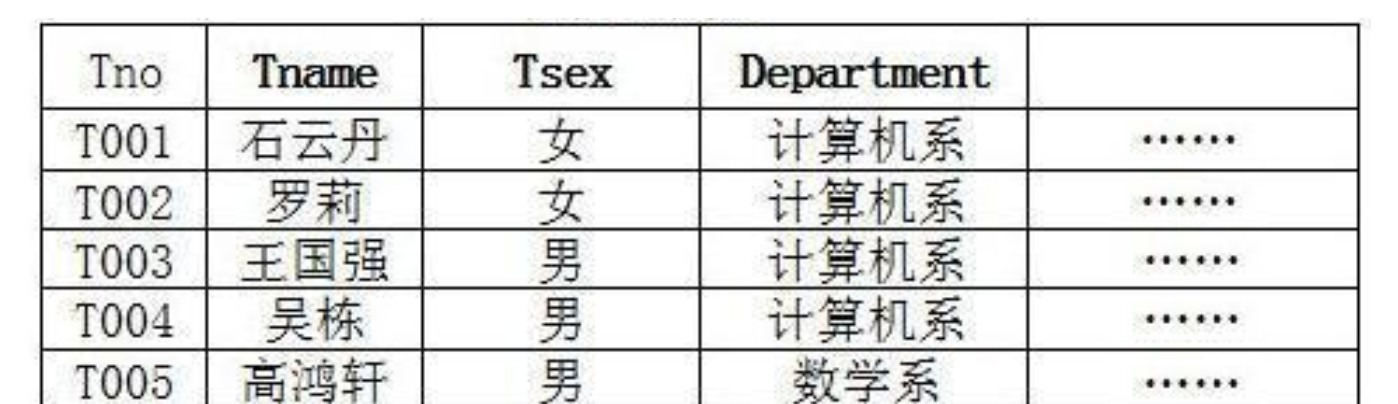 Tno Tname Tsex Department
T001 石云丹 女 计算机系 ……
T002 罗莉 女 计算机系 ……
T003 王国强 男 计算机系 ……
T004 吴栋 男 计算机系 ……
T005 高鸿轩 男 数学系 ……